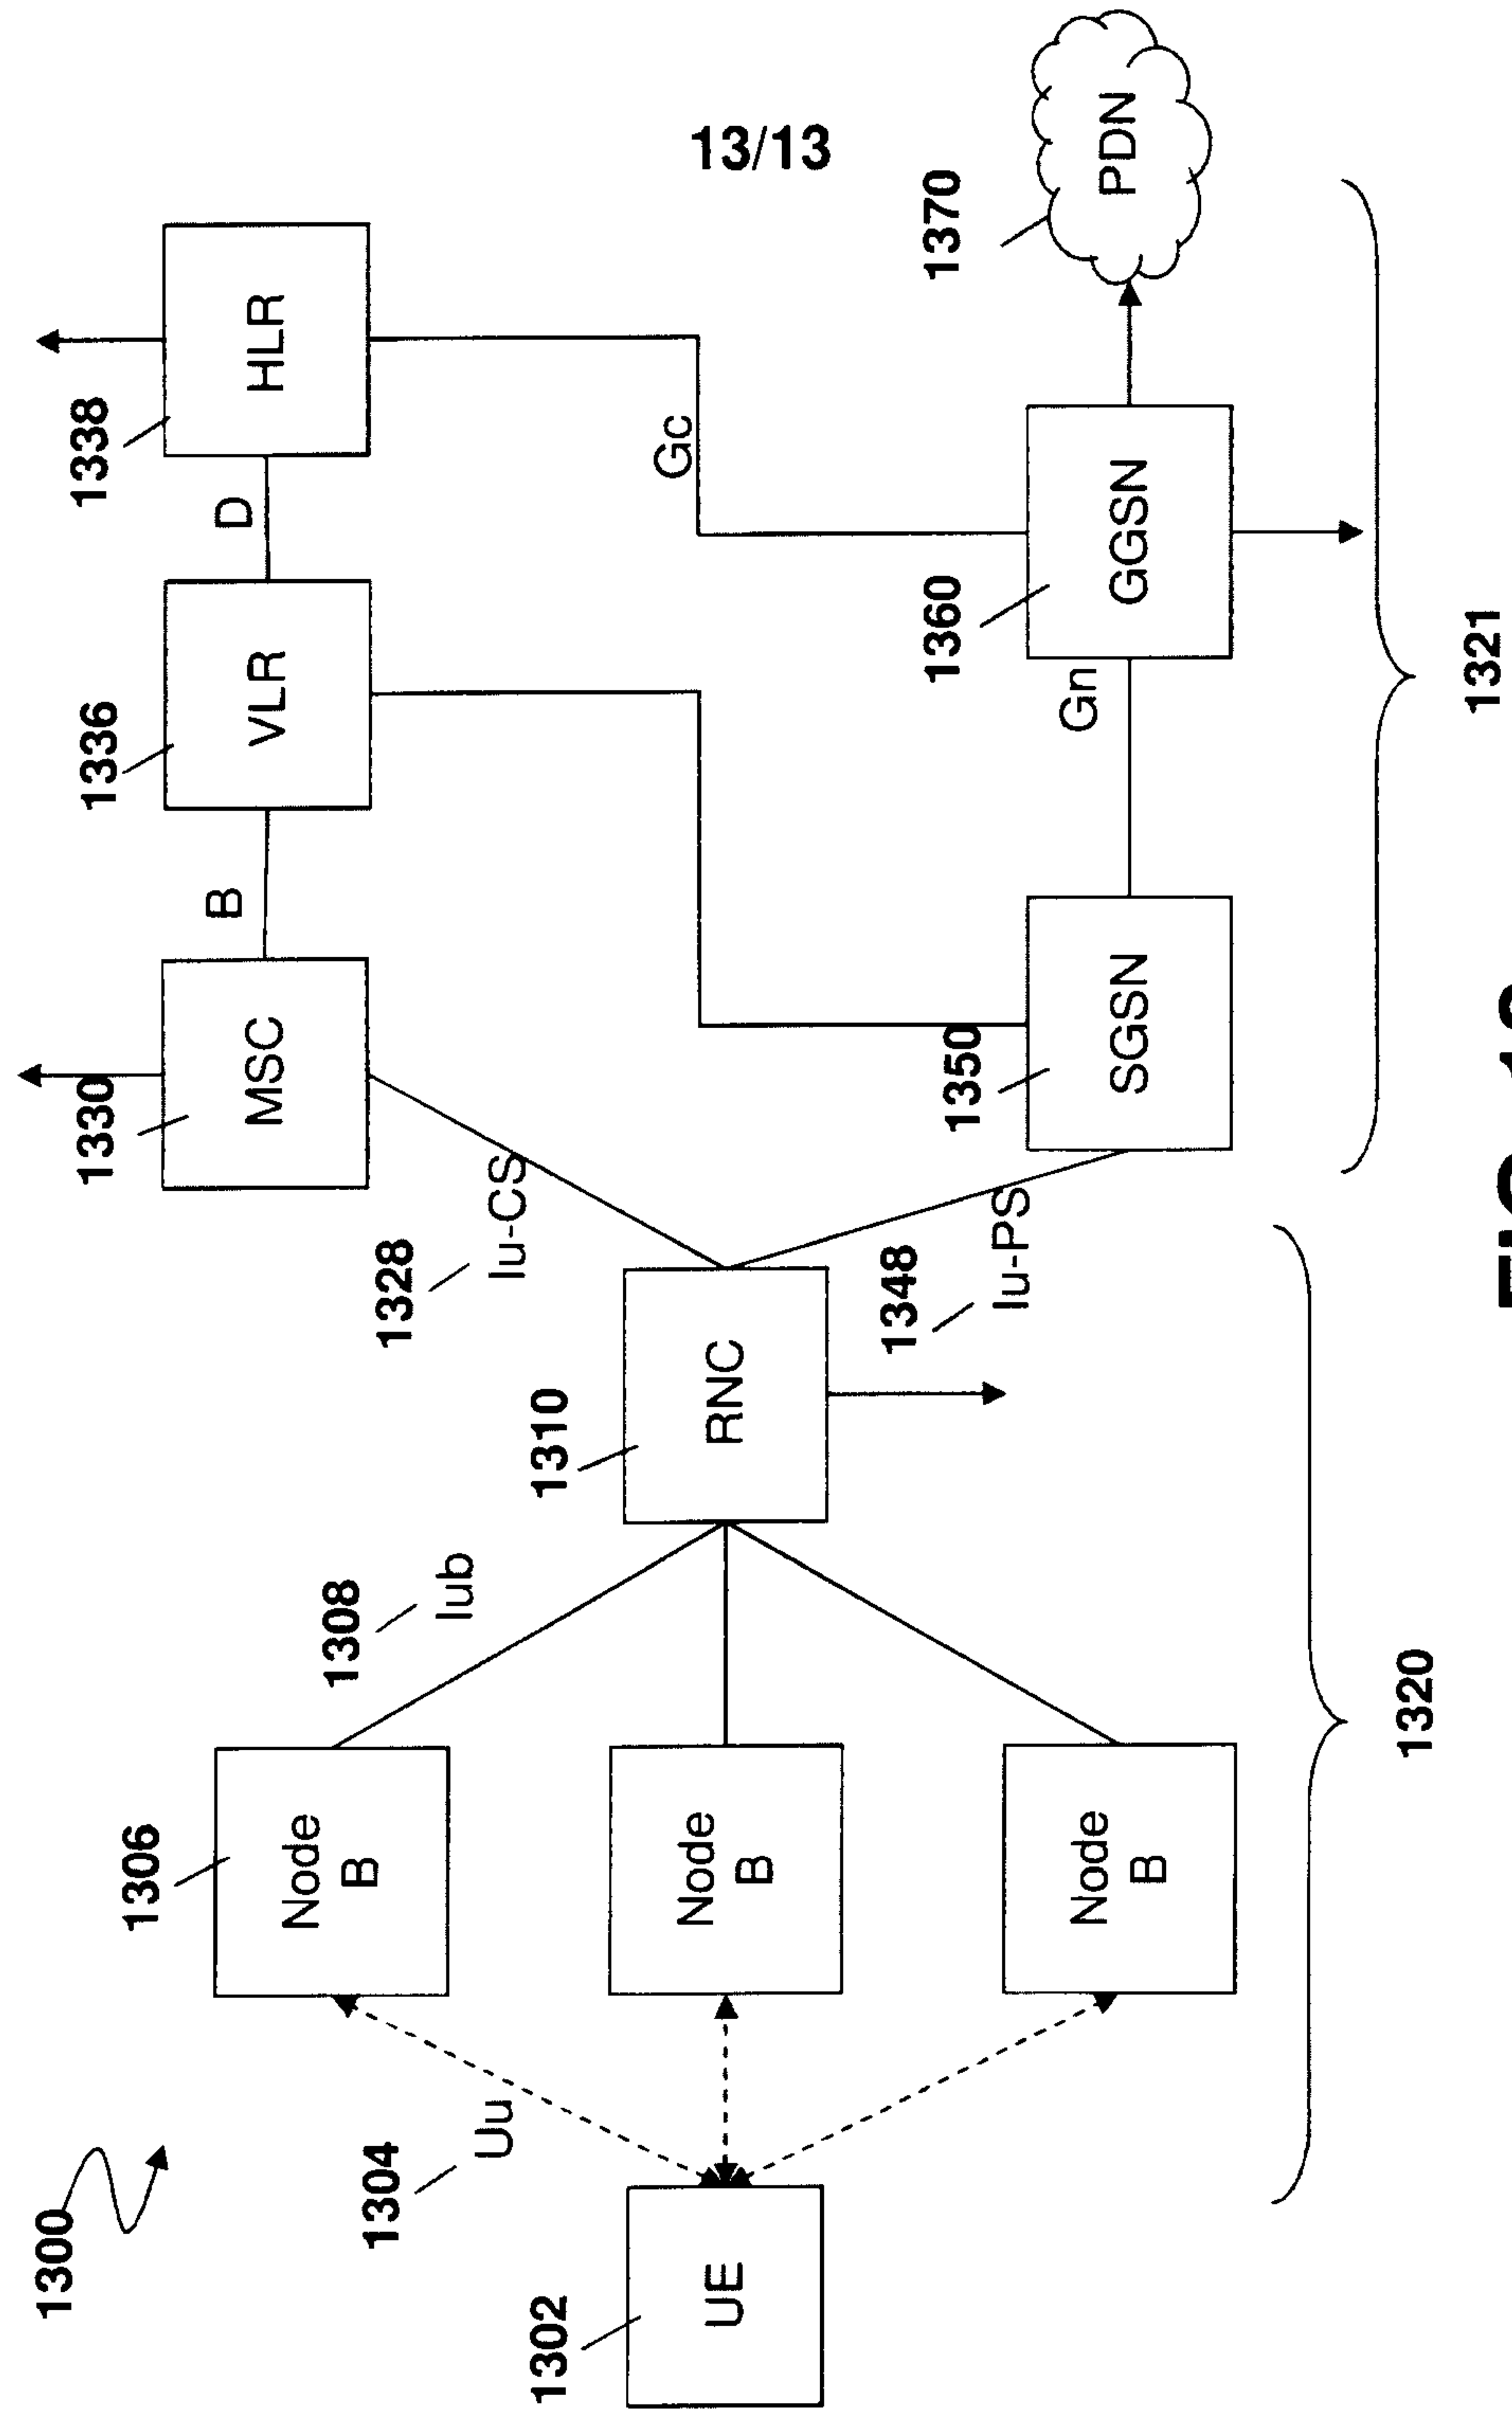 13/13
1300
1302
UE
1304
Uu
1306
Node
B
Node
B
Node
B
1308
Iub
1310
RNC
1328
Iu-CS
1348
Iu-PS
1330
MSC
B
1336
VLR
D
1338
HLR
Gc
1350
SGSN
Gn
1360
GGSN
1370
PDN
1320
1321